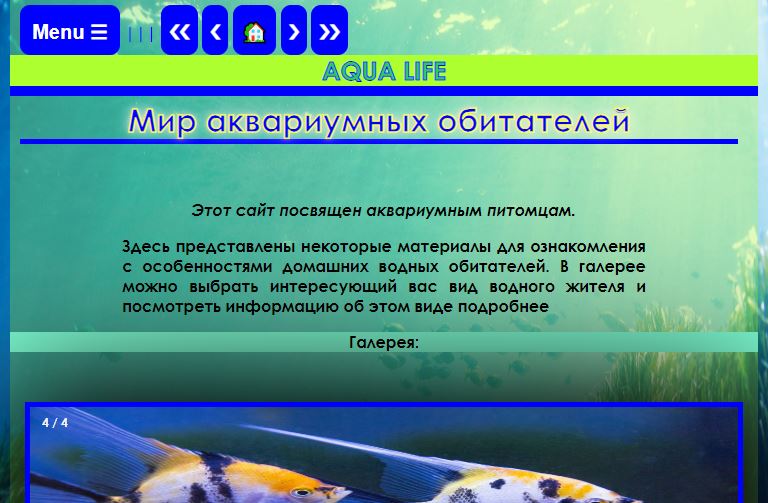 Menu ☰ | | | « ‹ › »
AQUA LIFE
Мир аквариумных обитателей
Этот сайт посвящен аквариумным питомцам.
Здесь представлены некоторые материалы для ознакомления
с особенностями домашних водных обитателей. В галерее
можно выбрать интересующий вас вид водного жителя и
посмотреть информацию об этом виде подробнее
Галерея:
4 / 4